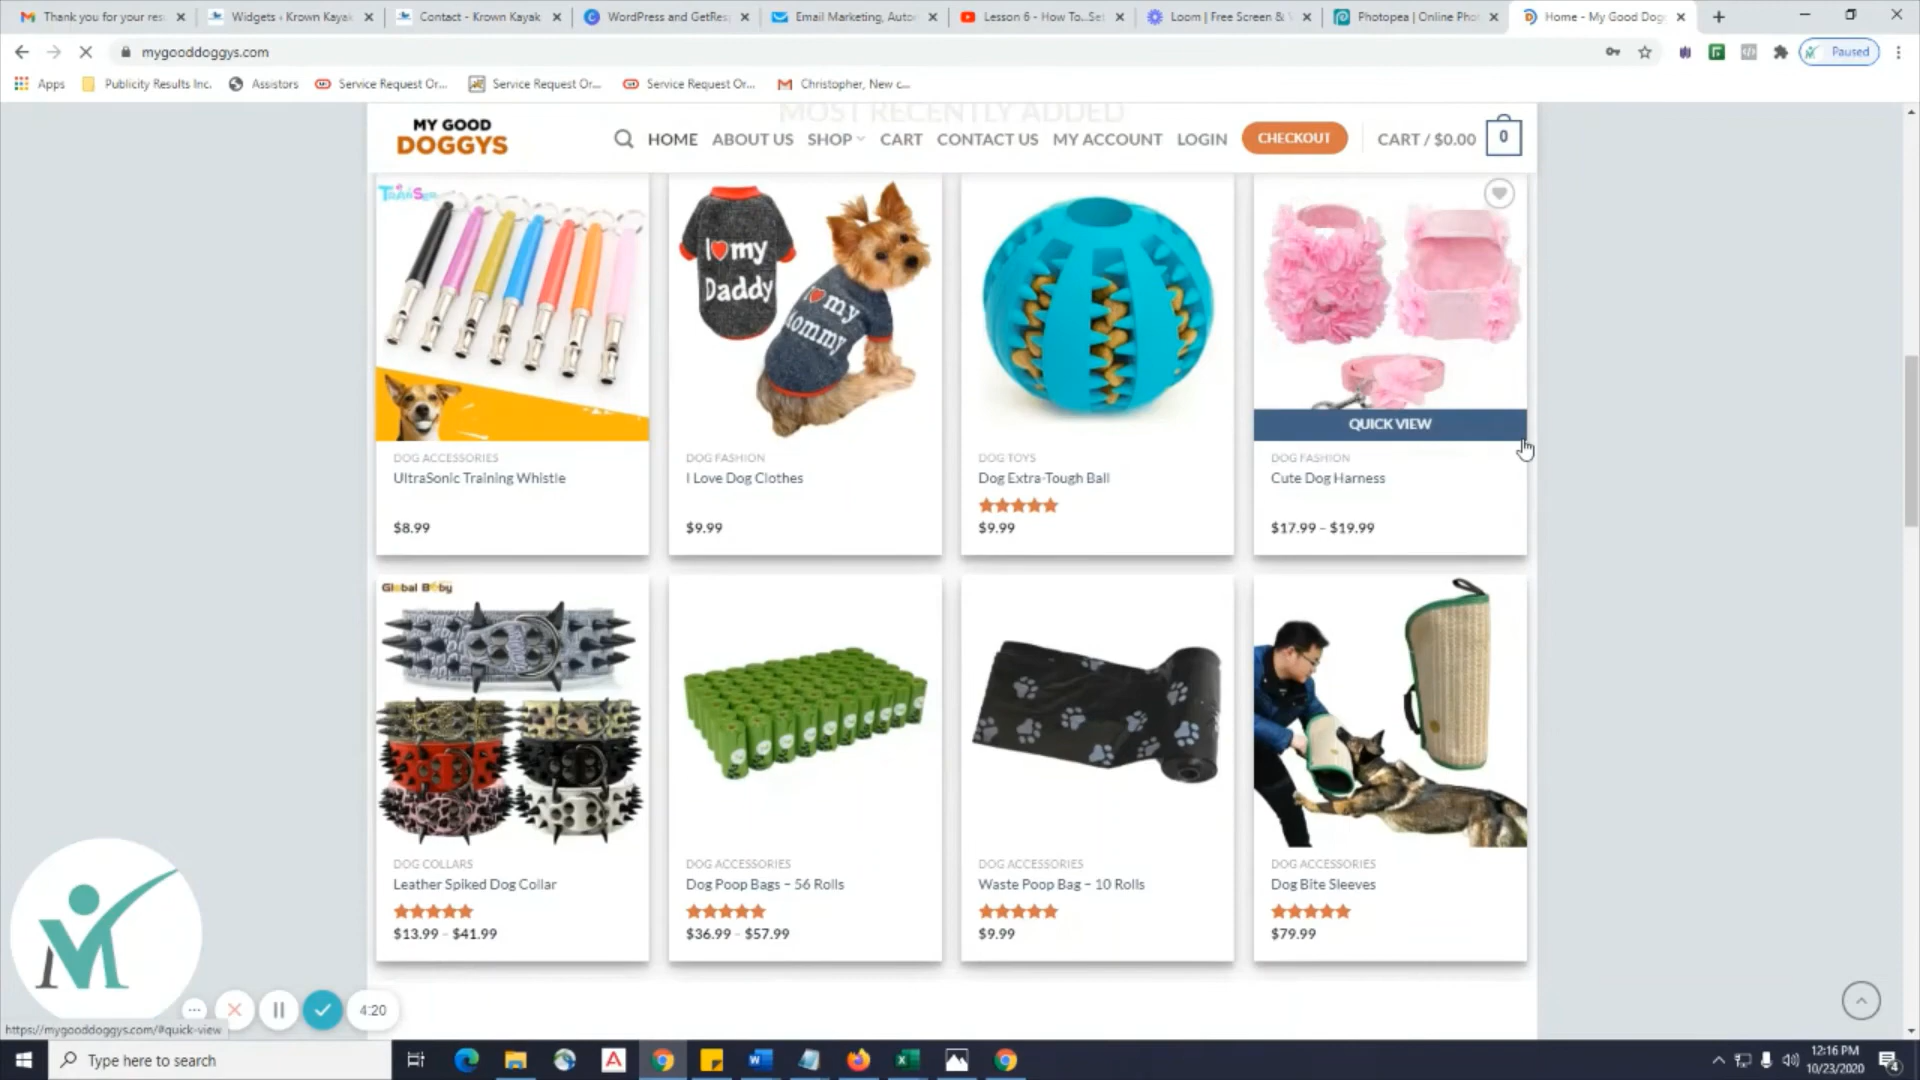 Thank you for your res
Widgets ‹ Krown Kayak
Contact - Krown Kayak
WordPress and GetRes
Email Marketing, Auto
Lesson 6 - How To...Set
Loom | Free Screen &
Photopea | Online Pho
Home - My Good Dog
mygooddoggys.com
Paused
Apps
Publicity Results Inc.
Assistors
Service Request Or...
Service Request Or...
Service Request Or...
Christopher, New c...
MOST RECENTLY ADDED
MY GOOD
DOGGYS
HOME
ABOUT US
SHOP
CART
CONTACT US
MY ACCOUNT
LOGIN
CHECKOUT
CART / $0.00
0
I my
Daddy
I my
Mommy
QUICK VIEW
DOG ACCESSORIES
UltraSonic Training Whistle
$8.99
DOG FASHION
I Love Dog Clothes
$9.99
DOG TOYS
Dog Extra-Tough Ball
$9.99
DOG FASHION
Cute Dog Harness
$17.99 – $19.99
DOG COLLARS
Leather Spiked Dog Collar
$13.99 – $41.99
DOG ACCESSORIES
Dog Poop Bags – 56 Rolls
$36.99 – $57.99
DOG ACCESSORIES
Waste Poop Bag – 10 Rolls
$9.99
DOG ACCESSORIES
Dog Bite Sleeves
$79.99
4:20
https://mygooddoggys.com/#quick-view
Type here to search
12:16 PM
10/23/2020
4